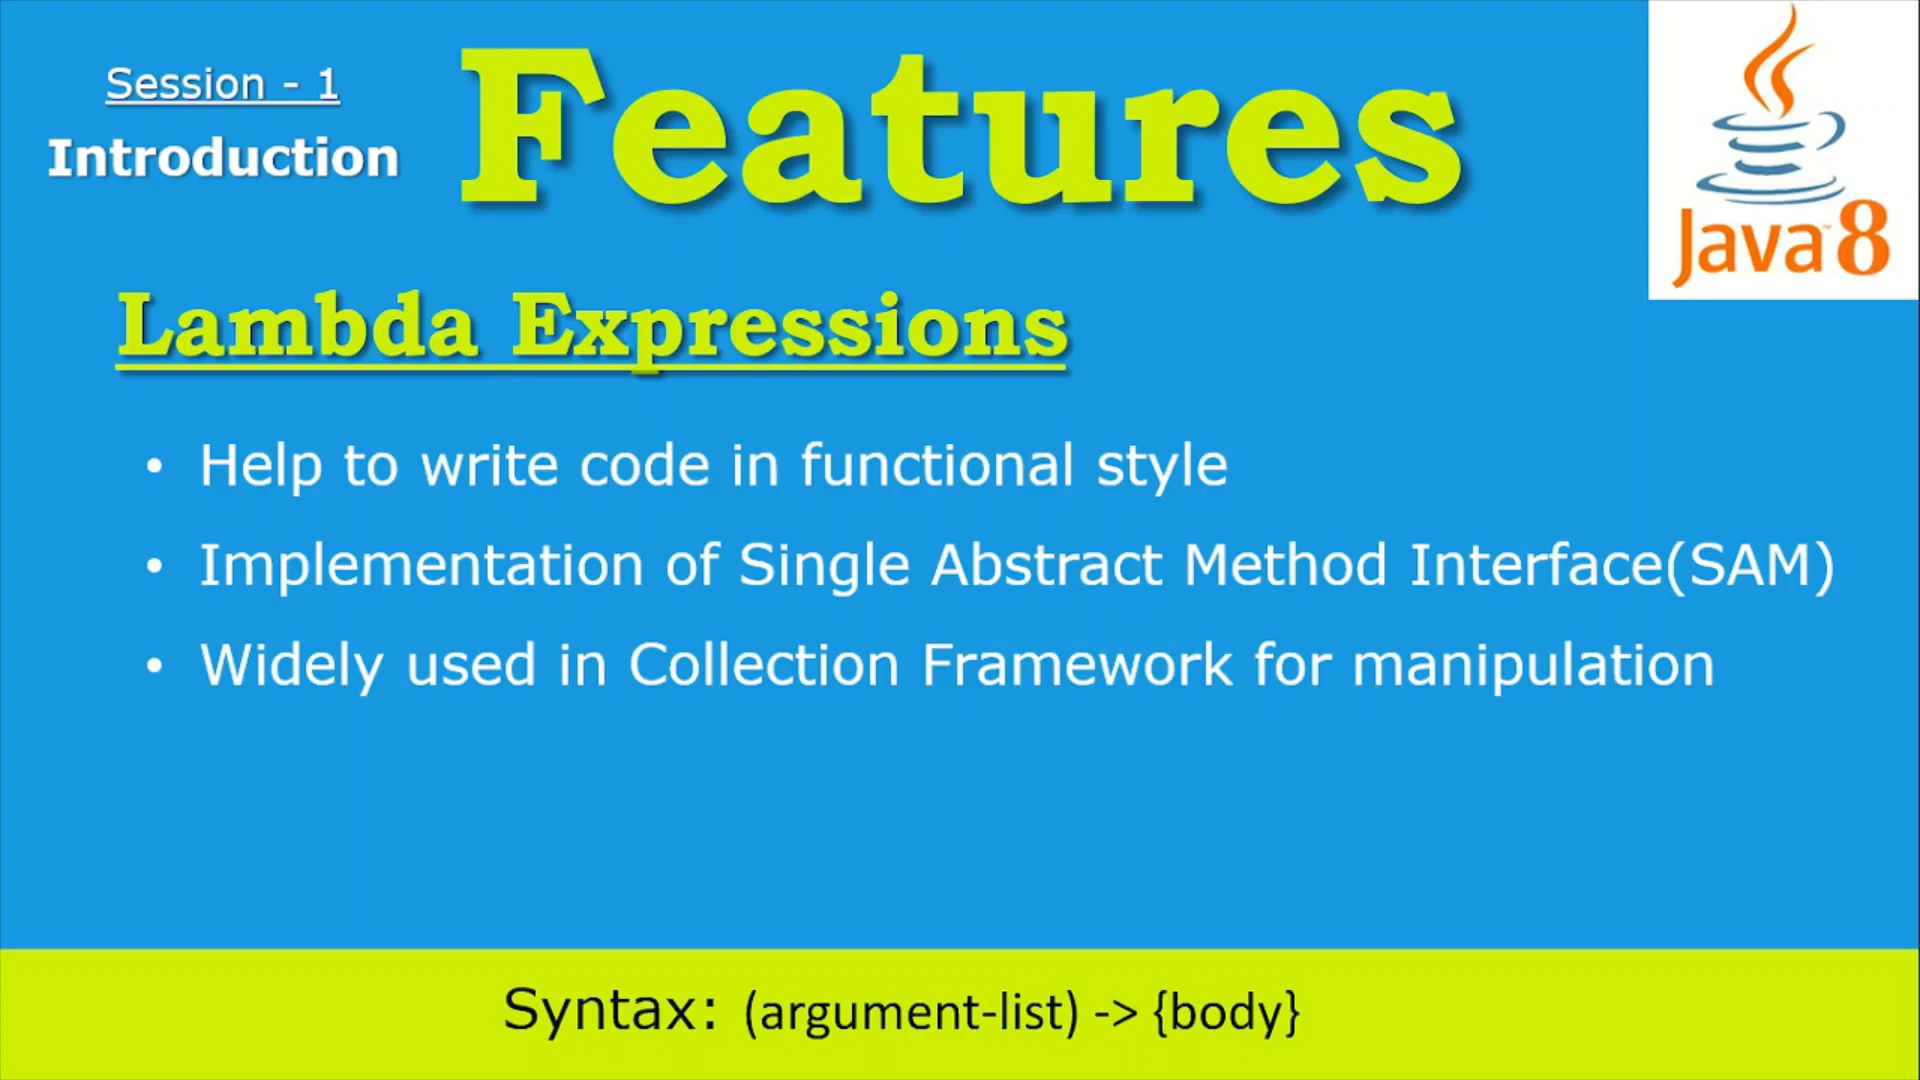 Session - 1
Introduction
Features
Java™ 8
Lambda Expressions
• Help to write code in functional style
• Implementation of Single Abstract Method Interface(SAM)
• Widely used in Collection Framework for manipulation
Syntax: (argument-list) -> {body}